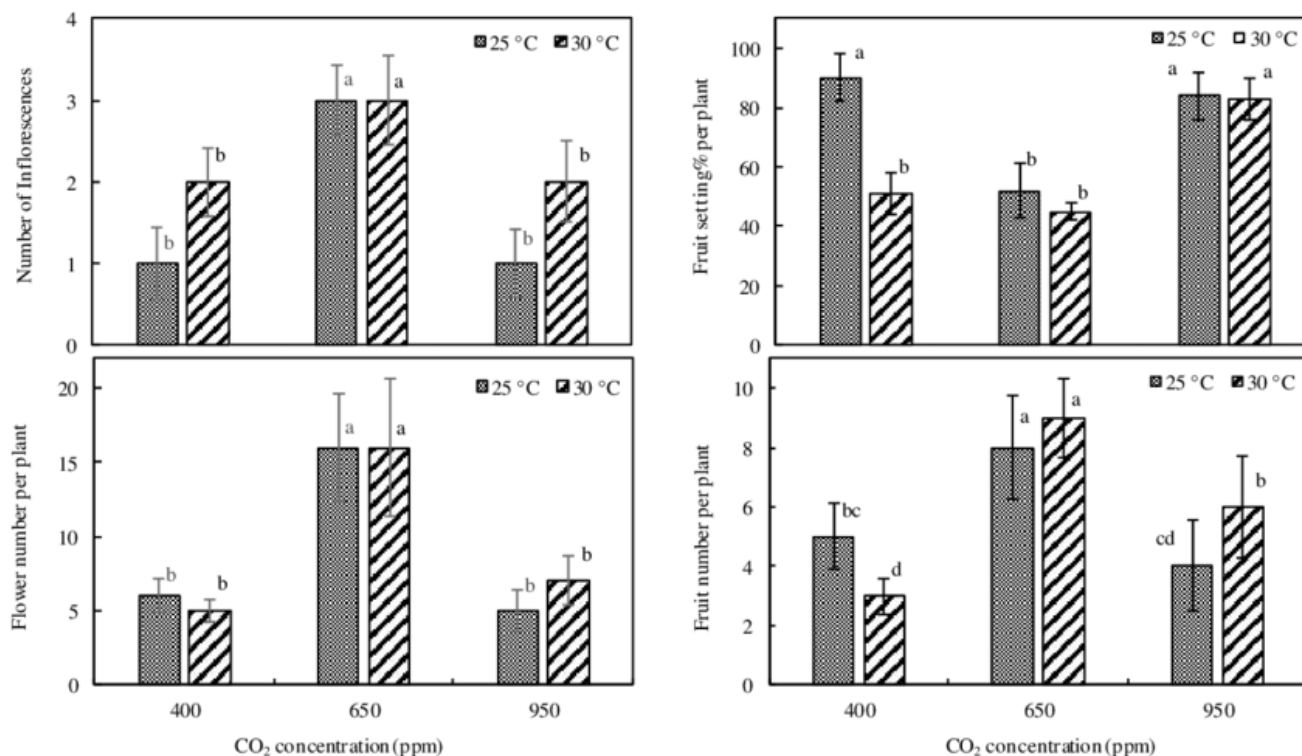 Number of Inflorescences
4
3
2
1
0
25 °C 30 °C
b
b
a
a
b
b
Fruit setting% per plant
100
80
60
40
20
0
25 °C 30 °C
a
b
b
b
a
a
Flower number per plant
20
15
10
5
0
25 °C 30 °C
b
b
a
a
b
b
400 650 950
CO₂ concentration (ppm)
Fruit number per plant
10
8
6
4
2
0
25 °C 30 °C
bc
d
a
a
cd
b
400 650 950
CO₂ concentration (ppm)